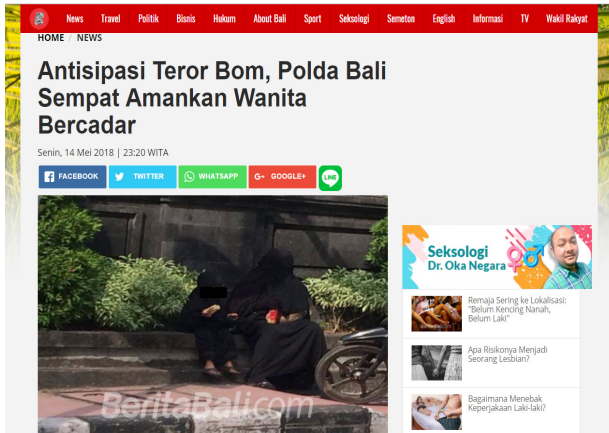 News Travel Politik Bisnis Hukum About Bali Sport Seksologi Semeton English Informasi TV Wakil Rakyat
HOME / NEWS
Antisipasi Teror Bom, Polda Bali
Sempat Amankan Wanita
Bercadar
Senin, 14 Mei 2018 | 23:20 WITA
FACEBOOK TWITTER WHATSAPP G+ GOOGLE+ LINE
BeritaBali.com
Seksologi
Dr. Oka Negara
Remaja Sering ke Lokalisasi:
"Belum Kencing Nanah,
Belum Laki"
Apa Risikonya Menjadi
Seorang Lesbian?
Bagaimana Menebak
Keperjakaan Laki-laki?